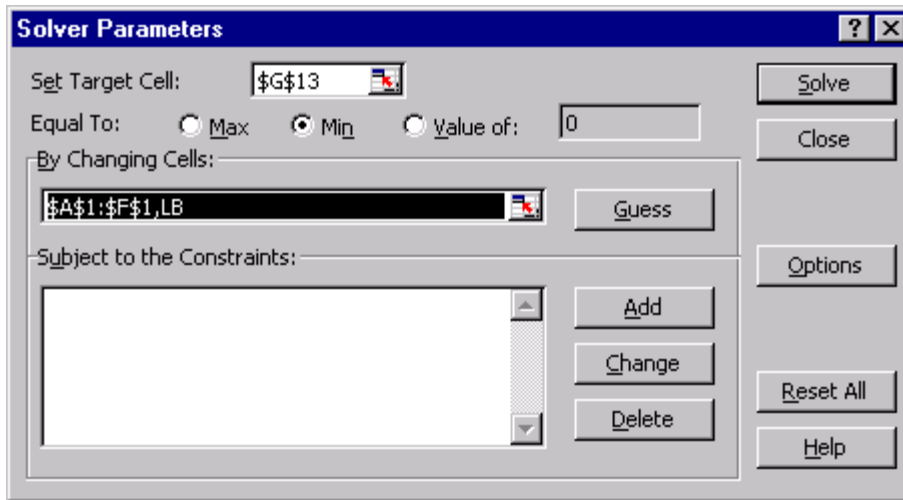 Solver Parameters
Set Target Cell: $G$13 Solve
Equal To: Max Min Value of: 0
Close
By Changing Cells:
$A$1:$F$1,LB Guess
Subject to the Constraints: Options
Add
Change
Reset All
Delete
Help